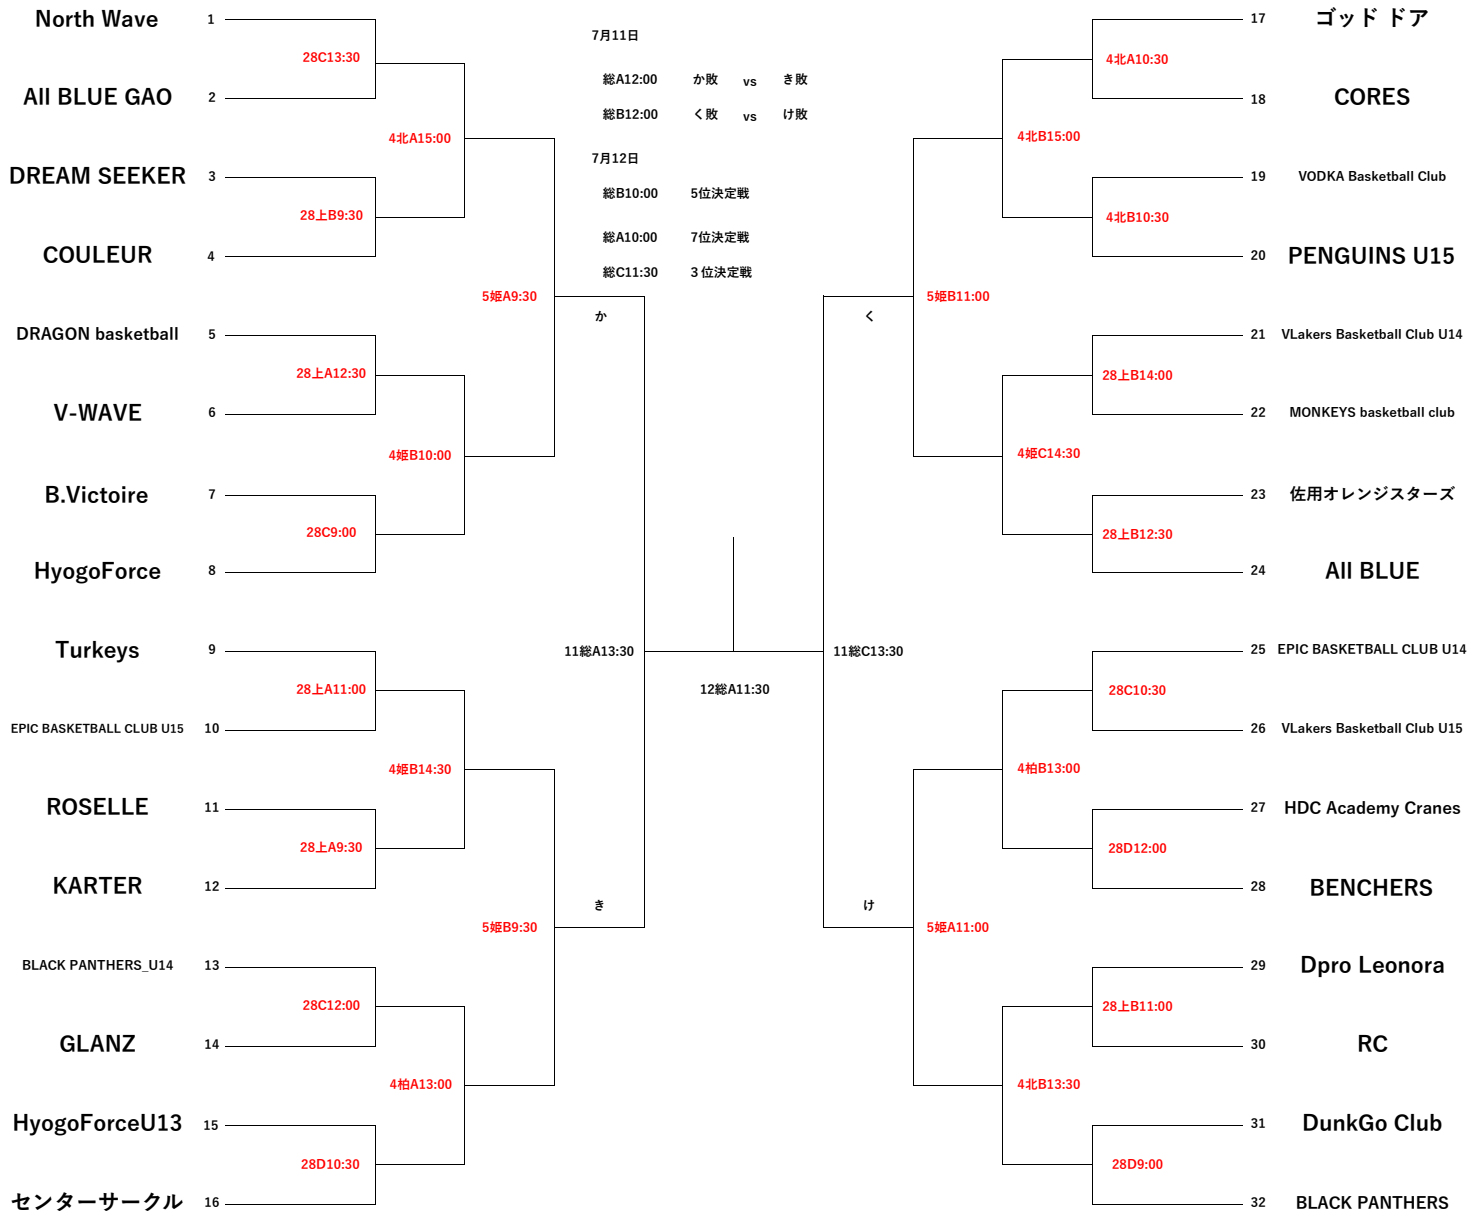 North Wave 1
28C13:30
All BLUE GAO 2
4北A15:00
DREAM SEEKER 3
28上B9:30
COULEUR 4
5姫A9:30
か
DRAGON basketball 5
28上A12:30
V-WAVE 6
4姫B10:00
B.Victoire 7
28C9:00
HyogoForce 8
11総A13:30
Turkeys 9
28上A11:00
EPIC BASKETBALL CLUB U15 10
4姫B14:30
ROSELLE 11
28上A9:30
KARTER 12
き
5姫B9:30
BLACK PANTHERS_U14 13
28C12:00
GLANZ 14
4柏A13:00
HyogoForceU13 15
28D10:30
センターサークル 16
7月11日
総A12:00 か敗 vs き敗
総B12:00 く敗 vs け敗
7月12日
総B10:00 5位決定戦
総A10:00 7位決定戦
総C11:30 3位決定戦
12総A11:30
17 ゴッド ドア
4北A10:30
18 CORES
4北B15:00
19 VODKA Basketball Club
4北B10:30
20 PENGUINS U15
5姫B11:00
く
21 VLakers Basketball Club U14
28上B14:00
22 MONKEYS basketball club
4姫C14:30
23 佐用オレンジスターズ
28上B12:30
24 All BLUE
11総C13:30
25 EPIC BASKETBALL CLUB U14
28C10:30
26 VLakers Basketball Club U15
4柏B13:00
27 HDC Academy Cranes
28D12:00
28 BENCHERS
け
5姫A11:00
29 Dpro Leonora
28上B11:00
30 RC
4北B13:30
31 DunkGo Club
28D9:00
32 BLACK PANTHERS